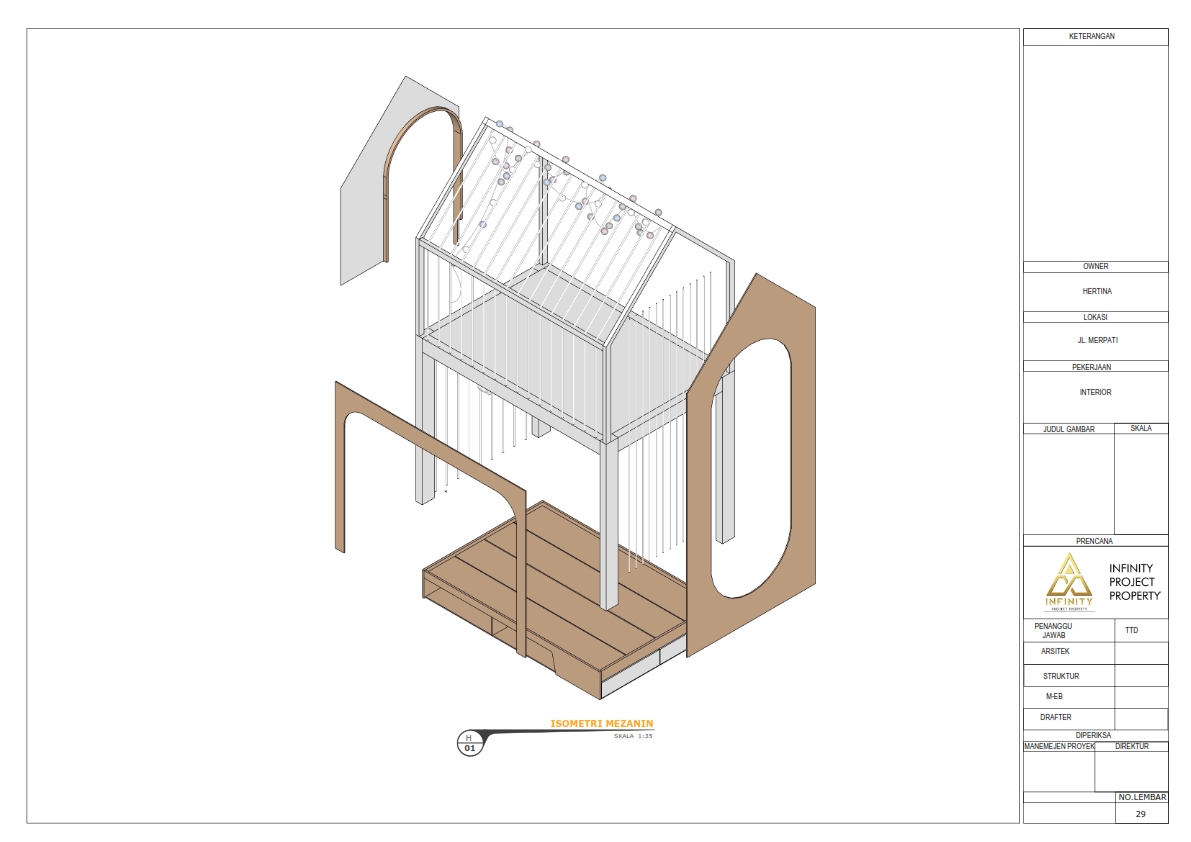 KETERANGAN
OWNER
HERTINA
LOKASI
JL. MERPATI
PEKERJAAN
INTERIOR
JUDUL GAMBAR
SKALA
PRENCANA
INFINITY
PROJECT PROPERTY
INFINITY
PROJECT
PROPERTY
PENANGGU
JAWAB
TTD
ARSITEK
STRUKTUR
M-EB
DRAFTER
DIPERIKSA
MANEMEJEN PROYEK
DIREKTUR
NO.LEMBAR
29
ISOMETRI MEZANIN
SKALA 1:35
H
01